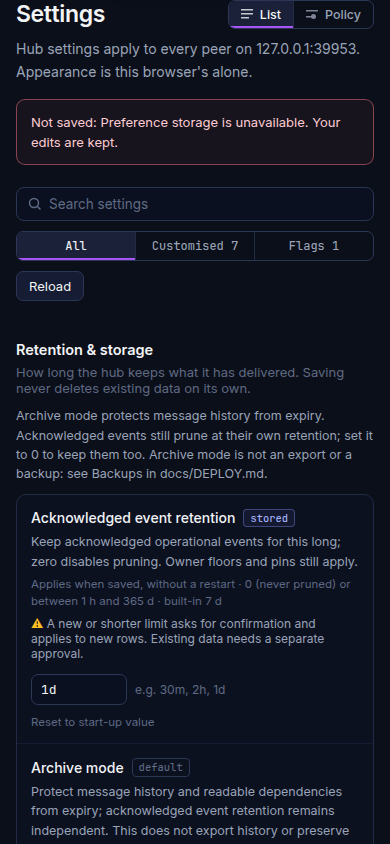 Settings
List
Policy
Hub settings apply to every peer on 127.0.0.1:39953.
Appearance is this browser's alone.
Not saved: Preference storage is unavailable. Your
edits are kept.
Search settings
All
Customised 7
Flags 1
Reload
Retention & storage
How long the hub keeps what it has delivered. Saving
never deletes existing data on its own.
Archive mode protects message history from expiry.
Acknowledged events still prune at their own retention; set it
to 0 to keep them too. Archive mode is not an export or a
backup: see Backups in docs/DEPLOY.md.
Acknowledged event retention stored
Keep acknowledged operational events for this long;
zero disables pruning. Owner floors and pins still apply.
Applies when saved, without a restart · 0 (never pruned) or
between 1 h and 365 d · built-in 7 d
⚠ A new or shorter limit asks for confirmation and
applies to new rows. Existing data needs a separate
approval.
1d e.g. 30m, 2h, 1d
Reset to start-up value
Archive mode default
Protect message history and readable dependencies
from expiry; acknowledged event retention remains
independent. This does not export history or preserve